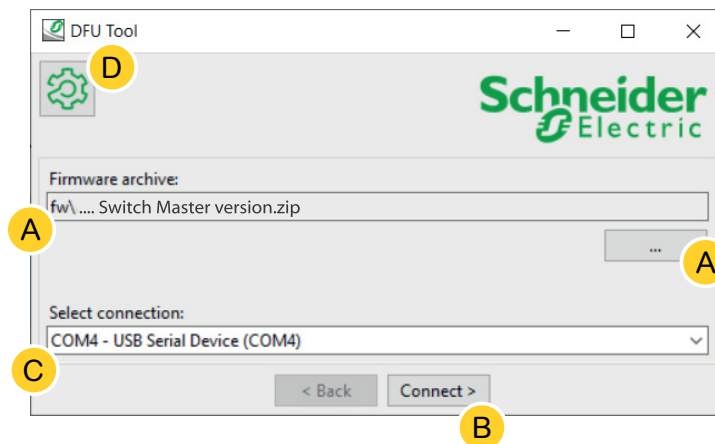 DFU Tool
D
Schneider
Electric
Firmware archive:
fw\ .... Switch Master version.zip
A
...
A
Select connection:
COM4 - USB Serial Device (COM4)
C
< Back
Connect >
B